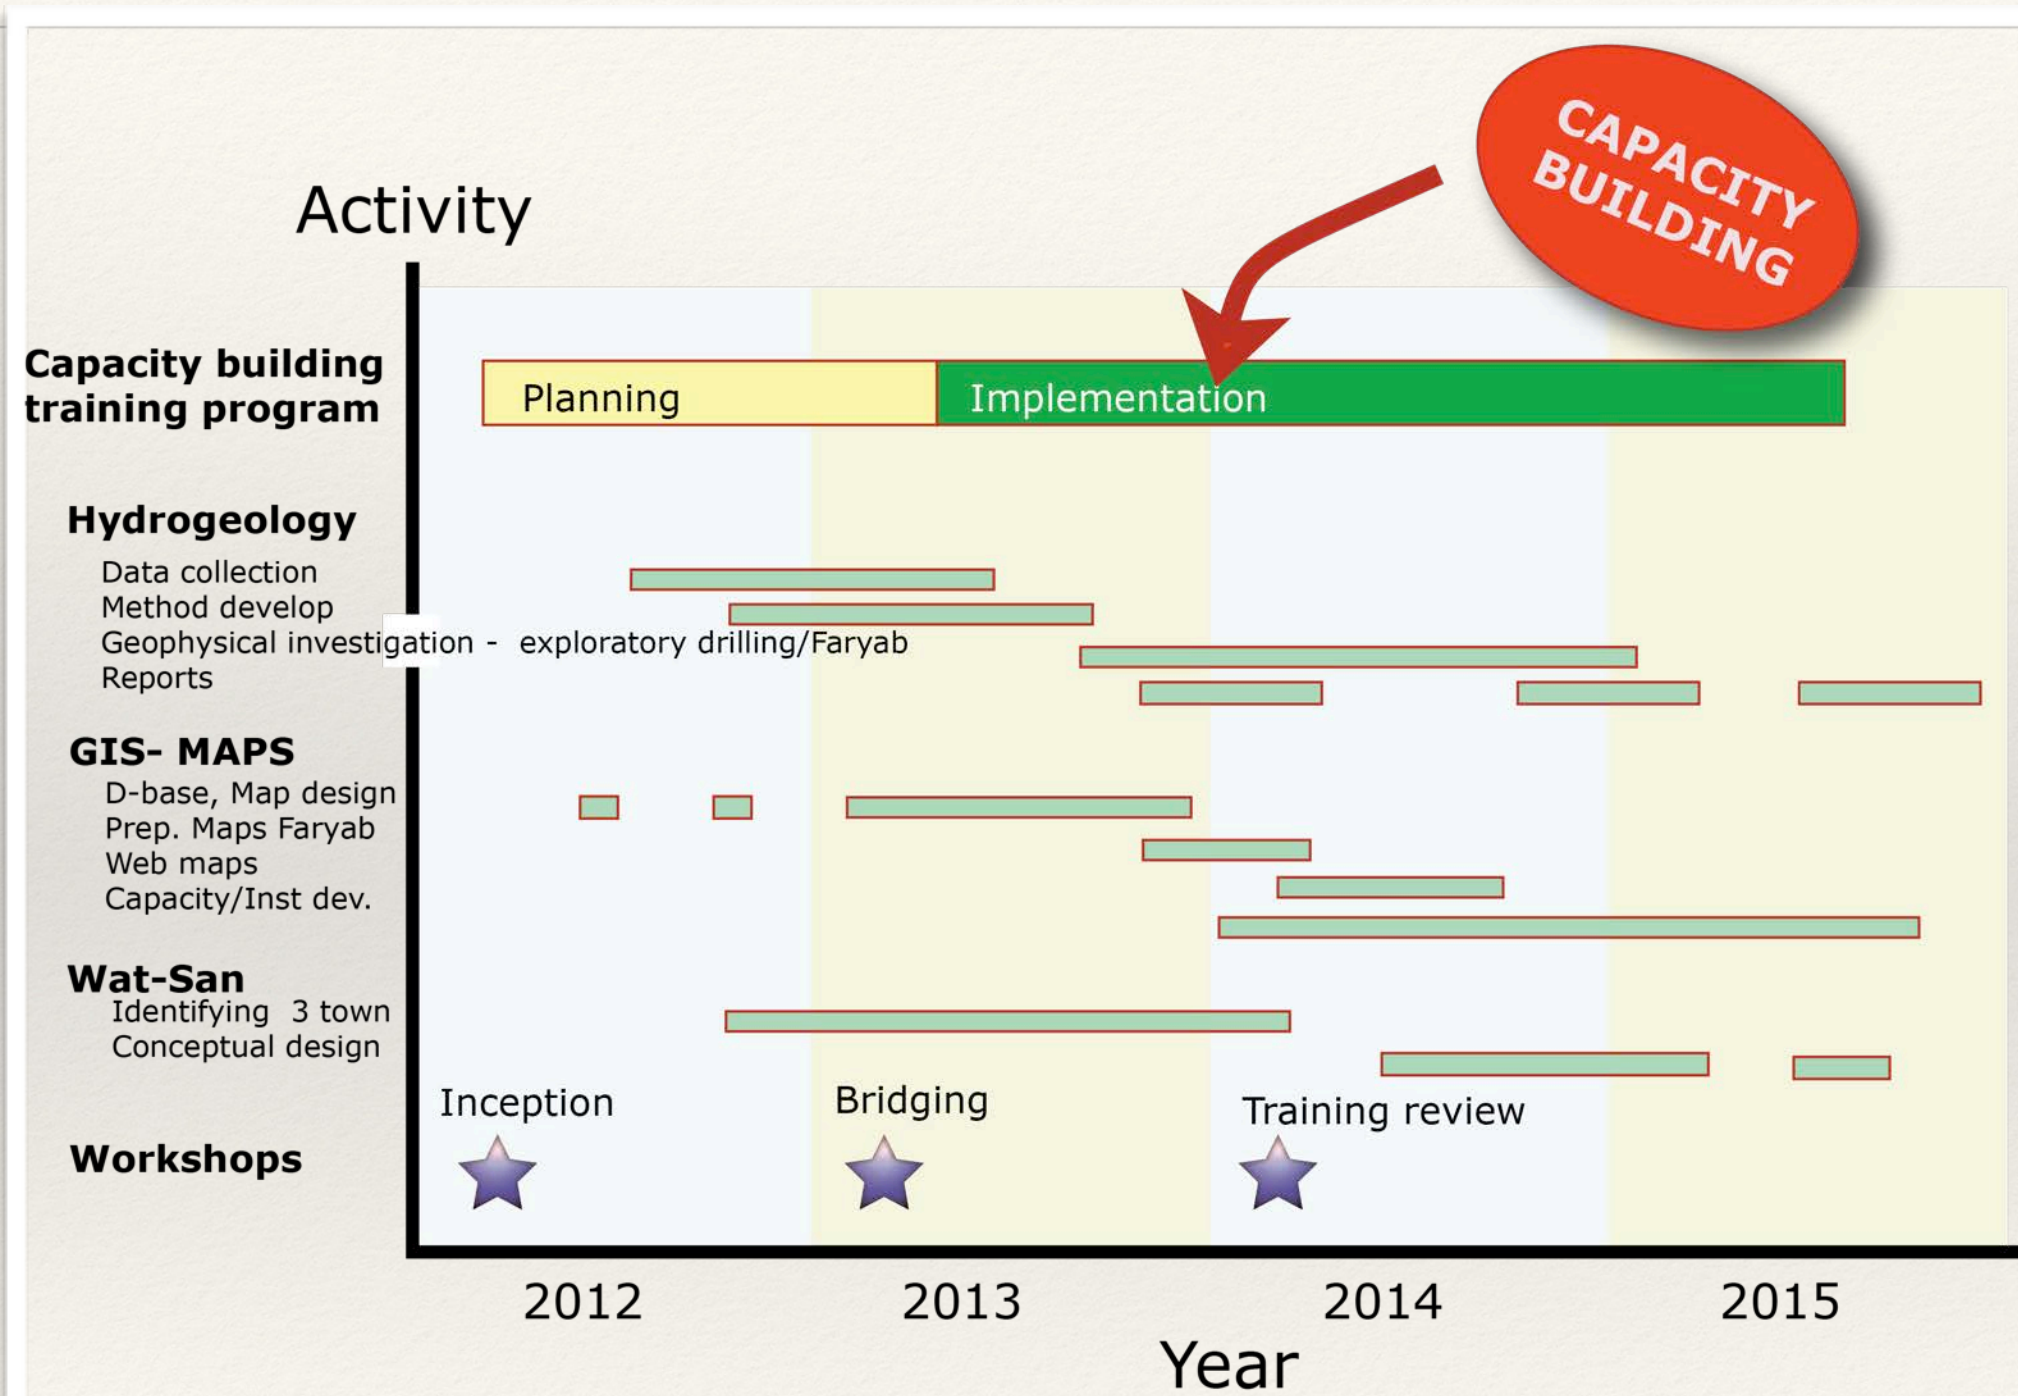 CAPACITY
BUILDING
Activity
Capacity building
training program
Planning
Implementation
Hydrogeology
Data collection
Method develop
Geophysical investigation -  exploratory drilling/Faryab
Reports
GIS- MAPS
D-base, Map design
Prep. Maps Faryab
Web maps
Capacity/Inst dev.
Wat-San
Identifying  3 town
Conceptual design
Inception
Bridging
Training review
Workshops
2012
2013
2014
2015
Year